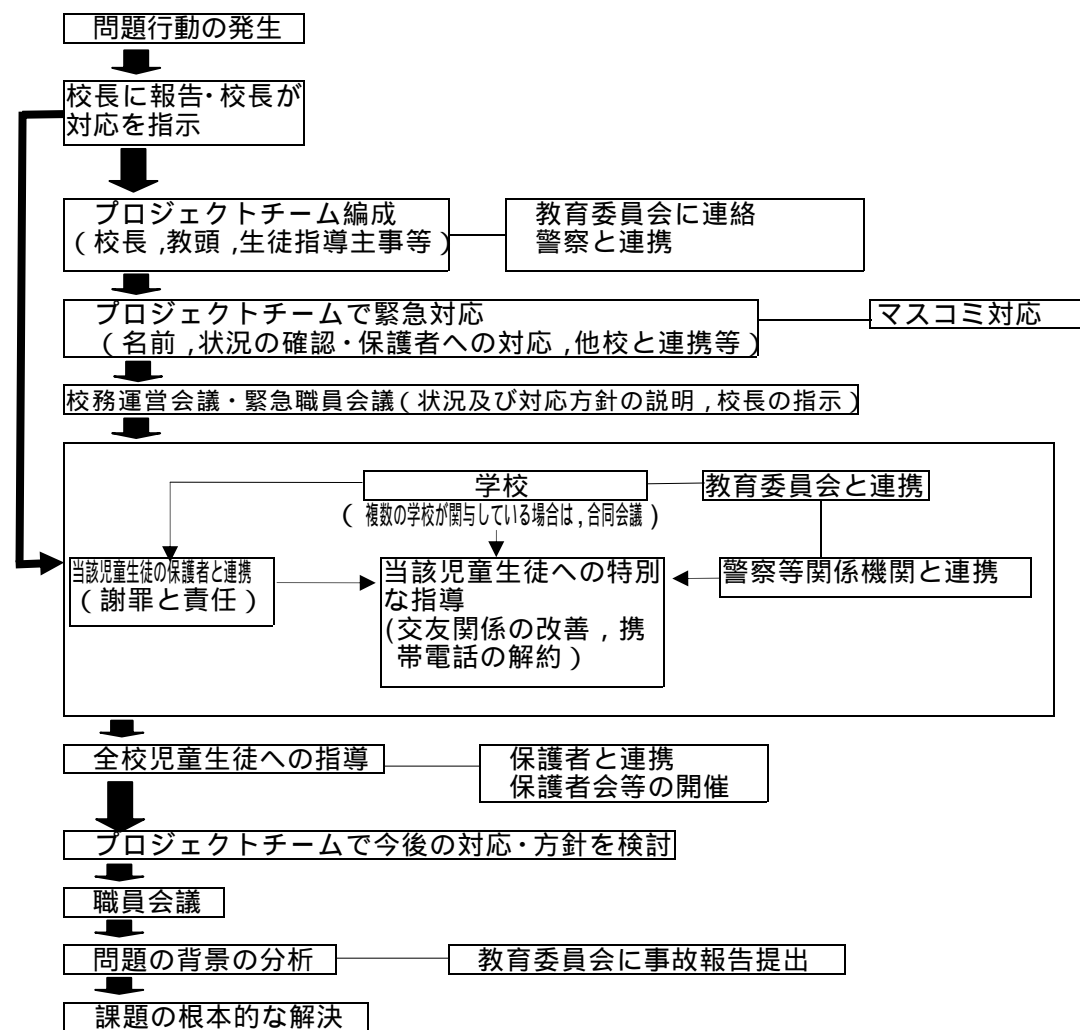 問題行動の発生
校長に報告・校長が
対応を指示
プロジェクトチーム編成
(校長,教頭,生徒指導主事等)
教育委員会に連絡
警察と連携
プロジェクトチームで緊急対応
(名前,状況の確認・保護者への対応,他校と連携等)
マスコミ対応
校務運営会議・緊急職員会議(状況及び対応方針の説明,校長の指示)
学校
(複数の学校が関与している場合は,合同会議)
教育委員会と連携
当該児童生徒の保護者と連携
(謝罪と責任)
当該児童生徒への特別
な指導
(交友関係の改善,携
帯電話の解約)
警察等関係機関と連携
全校児童生徒への指導
保護者と連携
保護者会等の開催
プロジェクトチームで今後の対応・方針を検討
職員会議
問題の背景の分析
教育委員会に事故報告提出
課題の根本的な解決